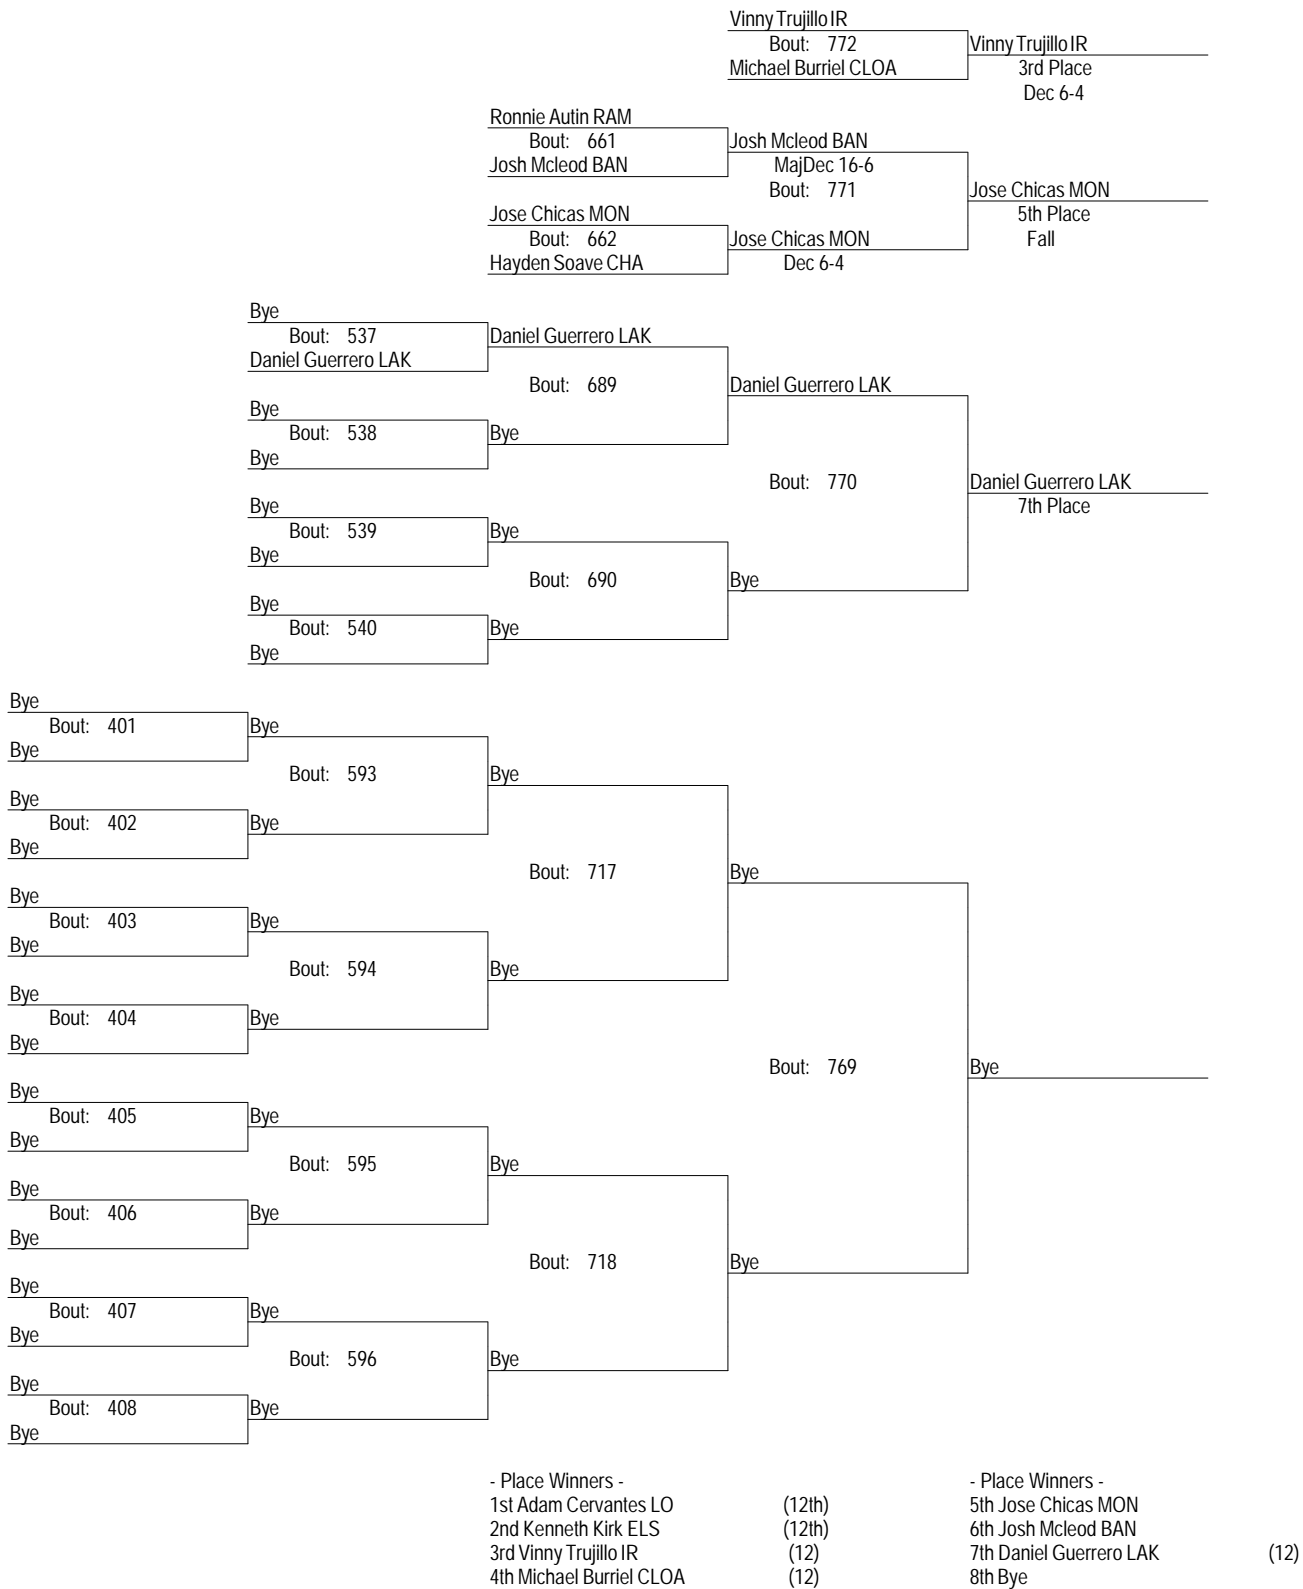 Vinny Trujillo IR
Bout: 772
Vinny Trujillo IR
Michael Burriel CLOA
3rd Place
Dec 6-4
Ronnie Autin RAM
Bout: 661
Josh Mcleod BAN
Josh Mcleod BAN
MajDec 16-6
Bout: 771
Jose Chicas MON
Jose Chicas MON
5th Place
Bout: 662
Jose Chicas MON
Fall
Hayden Soave CHA
Dec 6-4
Bye
Bout: 537
Daniel Guerrero LAK
Daniel Guerrero LAK
Bout: 689
Daniel Guerrero LAK
Bye
Bout: 538
Bye
Bye
Bout: 770
Daniel Guerrero LAK
Bye
7th Place
Bout: 539
Bye
Bye
Bout: 690
Bye
Bye
Bout: 540
Bye
Bye
Bye
Bout: 401
Bye
Bye
Bout: 593
Bye
Bye
Bout: 402
Bye
Bye
Bout: 717
Bye
Bye
Bout: 403
Bye
Bye
Bout: 594
Bye
Bye
Bout: 404
Bye
Bye
Bout: 769
Bye
Bye
Bout: 405
Bye
Bye
Bout: 595
Bye
Bye
Bout: 406
Bye
Bye
Bout: 718
Bye
Bye
Bout: 407
Bye
Bye
Bout: 596
Bye
Bye
Bout: 408
Bye
Bye
- Place Winners -
1st Adam Cervantes LO (12th)
2nd Kenneth Kirk ELS (12th)
3rd Vinny Trujillo IR (12)
4th Michael Burriel CLOA (12)
- Place Winners -
5th Jose Chicas MON
6th Josh Mcleod BAN
7th Daniel Guerrero LAK (12)
8th Bye